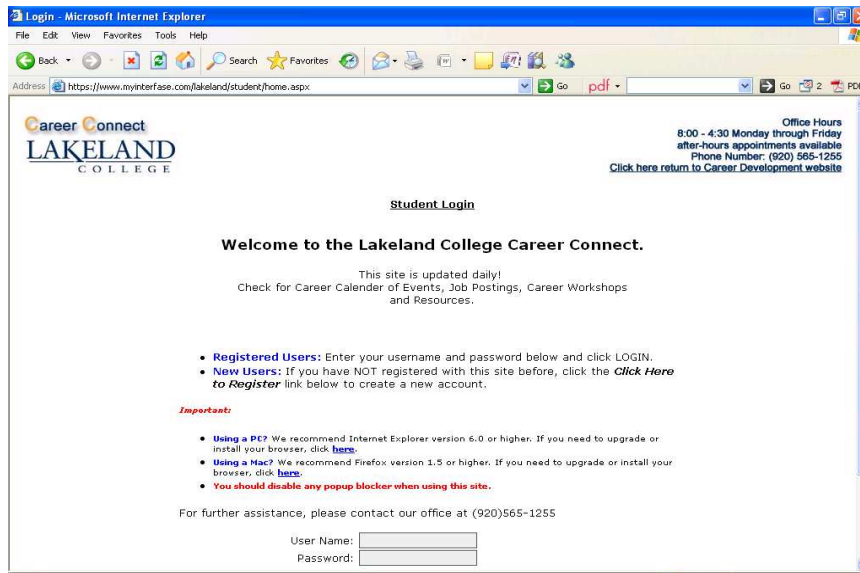 Login - Microsoft Internet Explorer
File Edit View Favorites Tools Help
Back Search Favorites
Address https://www.myinterfase.com/lakeland/student/home.aspx Go pdf Go 2 PDF
Career Connect
LAKELAND
COLLEGE
Office Hours
8:00 - 4:30 Monday through Friday
after-hours appointments available
Phone Number: (920) 565-1255
Click here return to Career Development website
Student Login
Welcome to the Lakeland College Career Connect.
This site is updated daily!
Check for Career Calender of Events, Job Postings, Career Workshops
and Resources.
• Registered Users: Enter your username and password below and click LOGIN.
• New Users: If you have NOT registered with this site before, click the Click Here
to Register link below to create a new account.
Important:
• Using a PC? We recommend Internet Explorer version 6.0 or higher. If you need to upgrade or
install your browser, click here.
• Using a Mac? We recommend Firefox version 1.5 or higher. If you need to upgrade or install your
browser, click here.
• You should disable any popup blocker when using this site.
For further assistance, please contact our office at (920)565-1255
User Name:
Password: